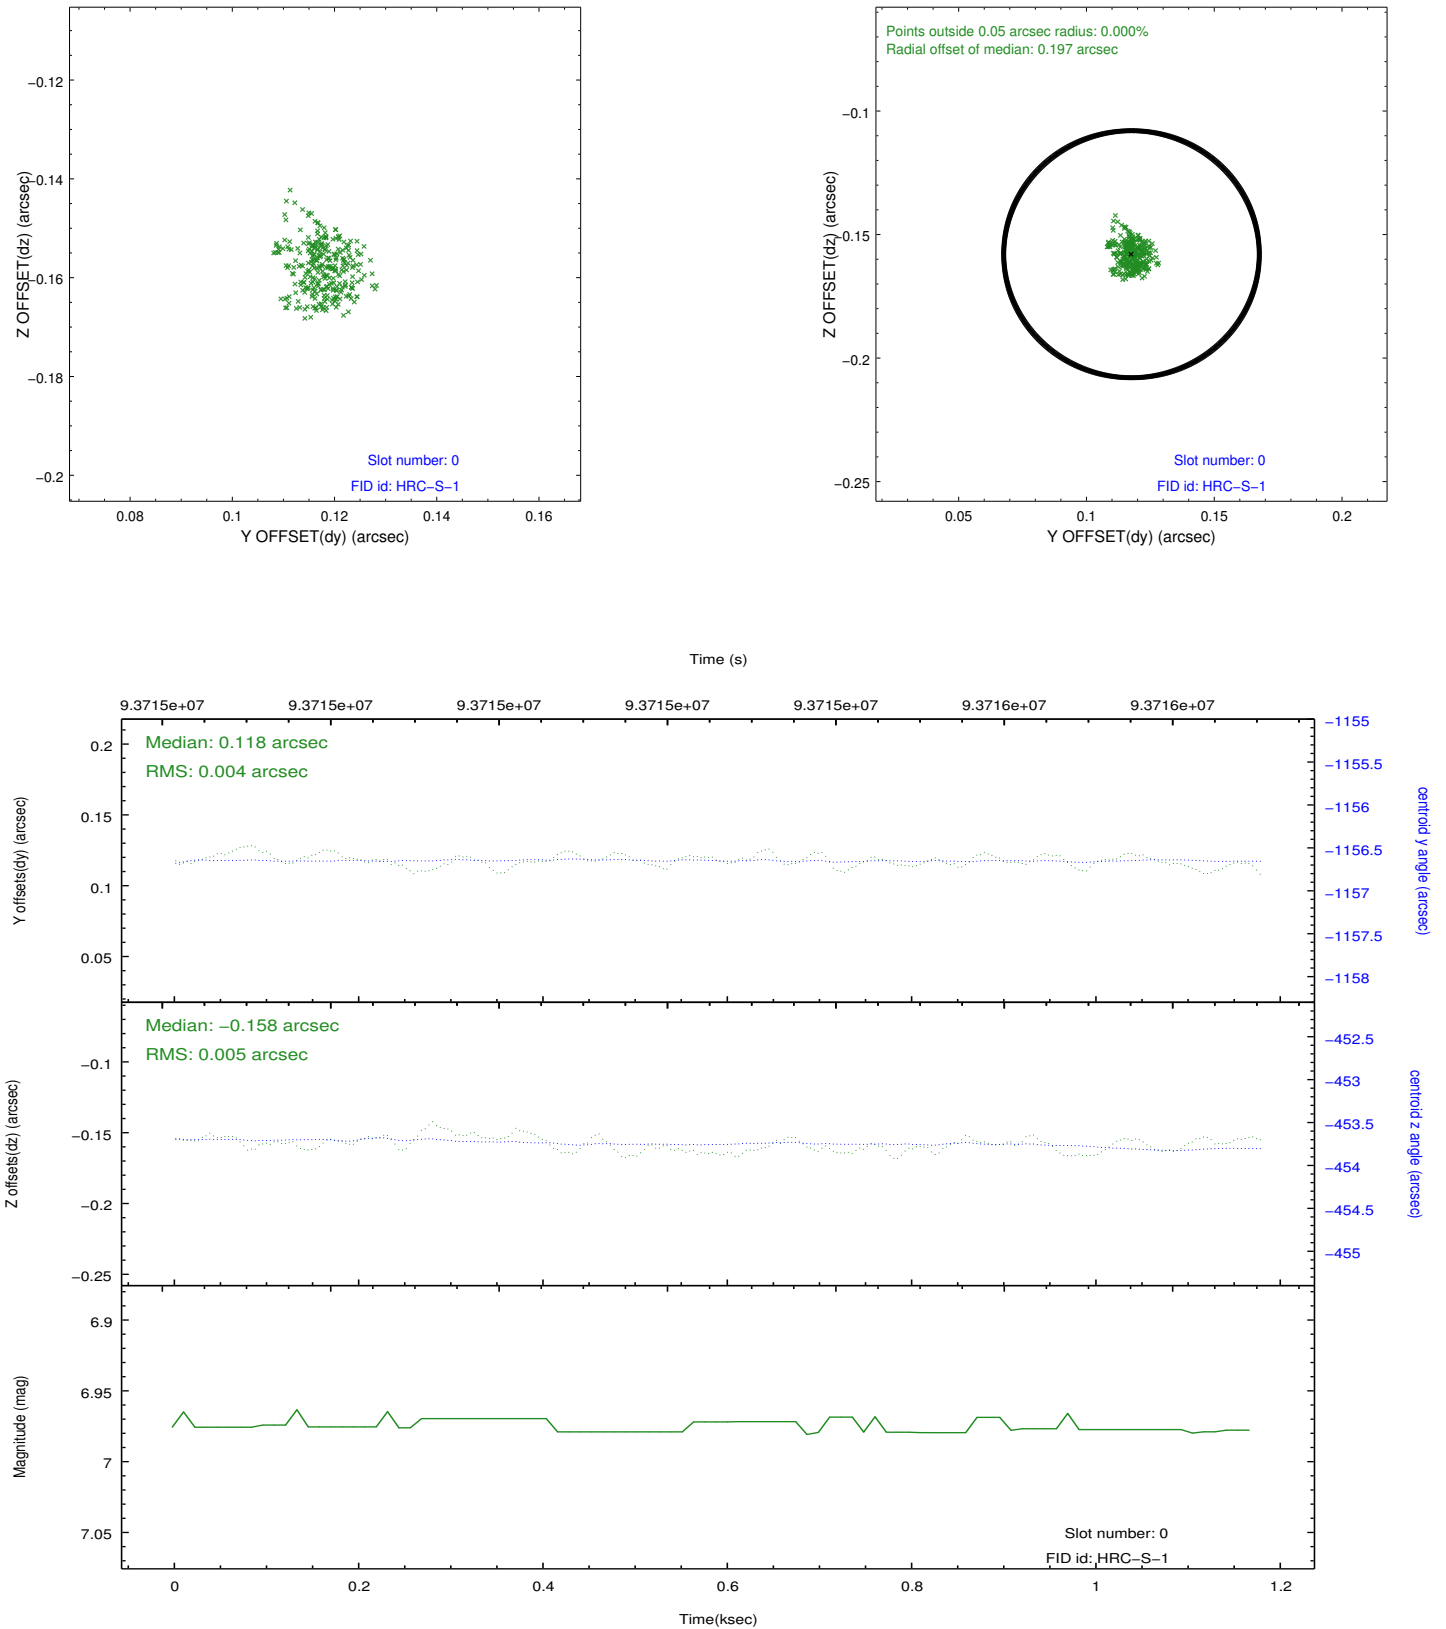 −0.12
−0.14
−0.16
−0.18
−0.2
Z OFFSET(dz) (arcsec)
Slot number: 0
FID id: HRC−S−1
0.08 0.1 0.12 0.14 0.16
Y OFFSET(dy) (arcsec)
Points outside 0.05 arcsec radius: 0.000%
Radial offset of median: 0.197 arcsec
−0.1
−0.15
−0.2
−0.25
Z OFFSET(dz) (arcsec)
Slot number: 0
FID id: HRC−S−1
0.05 0.1 0.15 0.2
Y OFFSET(dy) (arcsec)
Time (s)
9.3715e+07 9.3715e+07 9.3715e+07 9.3715e+07 9.3715e+07 9.3716e+07 9.3716e+07
Median: 0.118 arcsec
RMS: 0.004 arcsec
0.2
0.15
0.1
0.05
Y offsets(dy) (arcsec)
−1155
−1155.5
−1156
−1156.5
−1157
−1157.5
−1158
centroid y angle (arcsec)
Median: −0.158 arcsec
RMS: 0.005 arcsec
−0.1
−0.15
−0.2
−0.25
Z offsets(dz) (arcsec)
−452.5
−453
−453.5
−454
−454.5
−455
centroid z angle (arcsec)
6.9
6.95
7
7.05
Magnitude (mag)
Slot number: 0
FID id: HRC−S−1
0 0.2 0.4 0.6 0.8 1 1.2
Time(ksec)